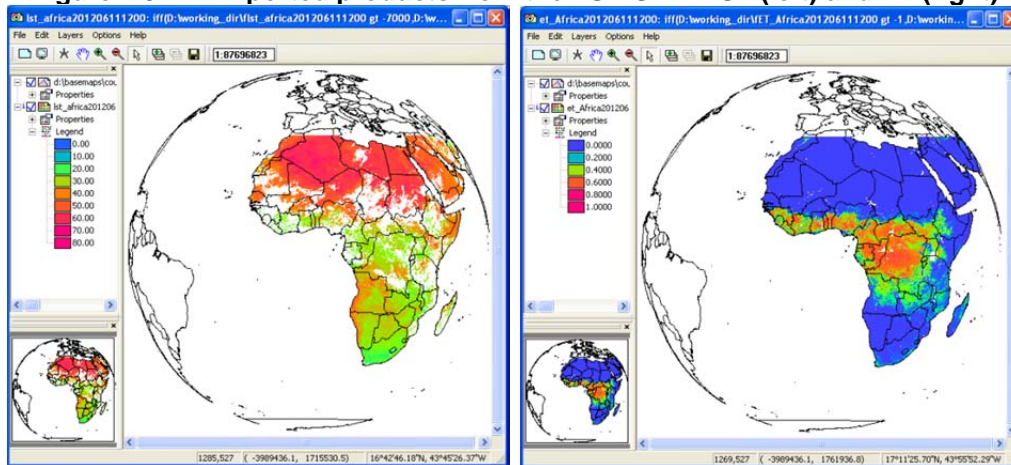 lst_africa201206111200: iff(D:\working_dir\flst_africa201206111200 gt -7000,D:\w...
File Edit Layers Options Help
1:87696823
d:\basemaps\cou
Properties
lst_africa201206
Properties
Legend
0.00
10.00
20.00
30.00
40.00
50.00
60.00
70.00
80.00
1285,527 ( -3989436.1, 1715530.5) 16°42'46.18"N, 43°45'26.37"W
et_Africa201206111200: iff(D:\working_dir\fET_Africa201206111200 gt -1,D:\workin...
File Edit Layers Options Help
1:87696823
d:\basemaps\cou
Properties
et_Africa201206
Properties
Legend
0.0000
0.2000
0.4000
0.6000
0.8000
1.0000
1269,527 ( -3989436.1, 1761936.8) 17°11'25.70"N, 43°55'52.29"W